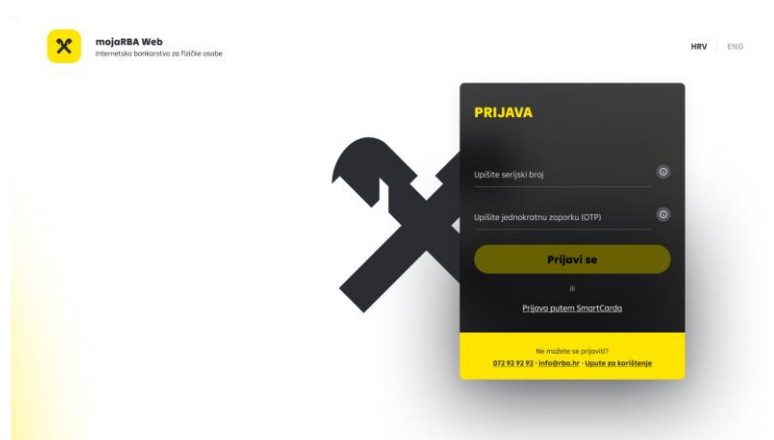 mojaRBA Web
Internetsko bankarstvo za fizičke osobe
HRV ENG
PRIJAVA
Upišite serijski broj
Upišite jednokratnu zaporku (OTP)
Prijavi se
ili
Prijava putem SmartCarda
Ne možete se prijaviti?
072 92 92 92 - info@rba.hr - Upute za korištenje